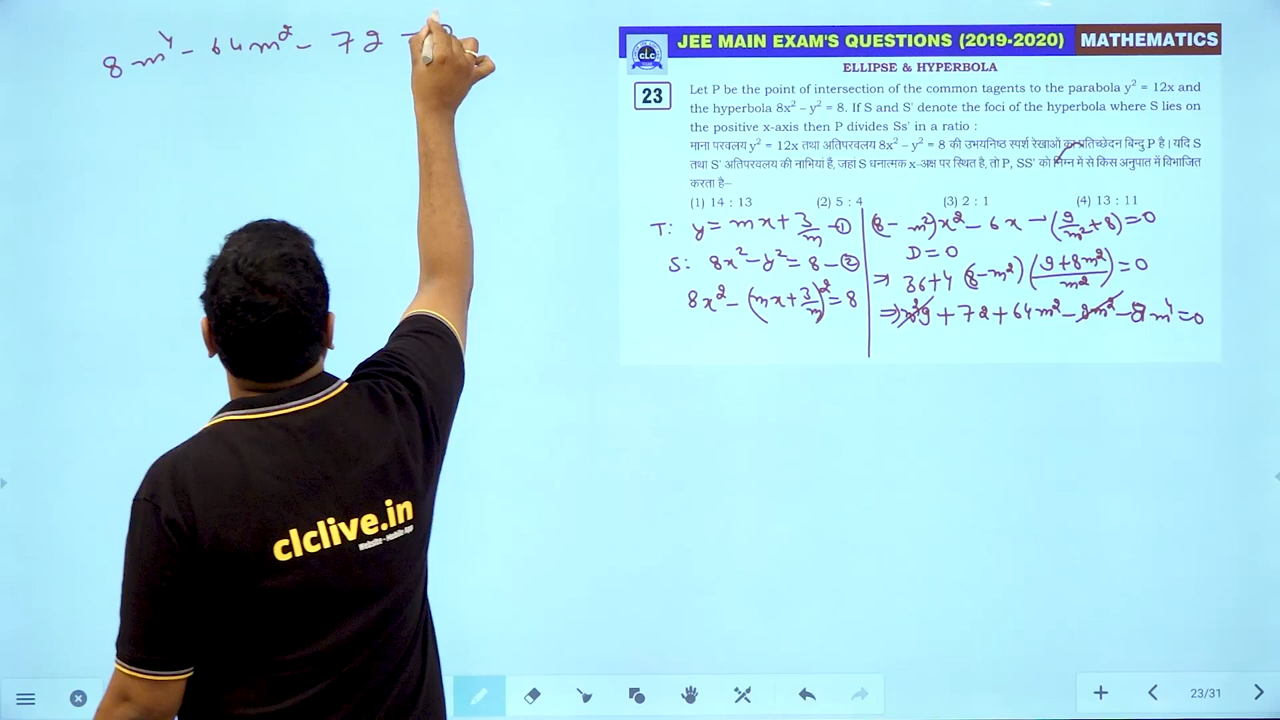 8m⁴ - 64m² - 72 = 0
JEE MAIN EXAM'S QUESTIONS (2019-2020) MATHEMATICS
clc
ELLIPSE & HYPERBOLA
23 Let P be the point of intersection of the common tagents to the parabola y² = 12x and
the hyperbola 8x² – y² = 8. If S and S' denote the foci of the hyperbola where S lies on
the positive x-axis then P divides Ss' in a ratio :
माना परवलय y² = 12x तथा अतिपरवलय 8x² – y² = 8 की उभयनिष्ठ स्पर्श रेखाओं का प्रतिच्छेदन बिन्दु P है। यदि S
तथा S' अतिपरवलय की नाभियां हैं, जहा S धनात्मक x-अक्ष पर स्थित है, तो P, SS' को निम्न में से किस अनुपात में विभाजित
करता है–
(1) 14 : 13 (2) 5 : 4 (3) 2 : 1 (4) 13 : 11
T: y = mx + 3/m - ①
S: 8x² - y² = 8 - ②
8x² - (mx + 3/m)² = 8
(8 - m²)x² - 6x - (9/m² + 8) = 0
D = 0
⇒ 36 + 4 (8 - m²) (9 + 8m²/m²) = 0
+ 72 + 64m² - 8m⁴ = 0
clclive.in
Website - Mobile App
23/31